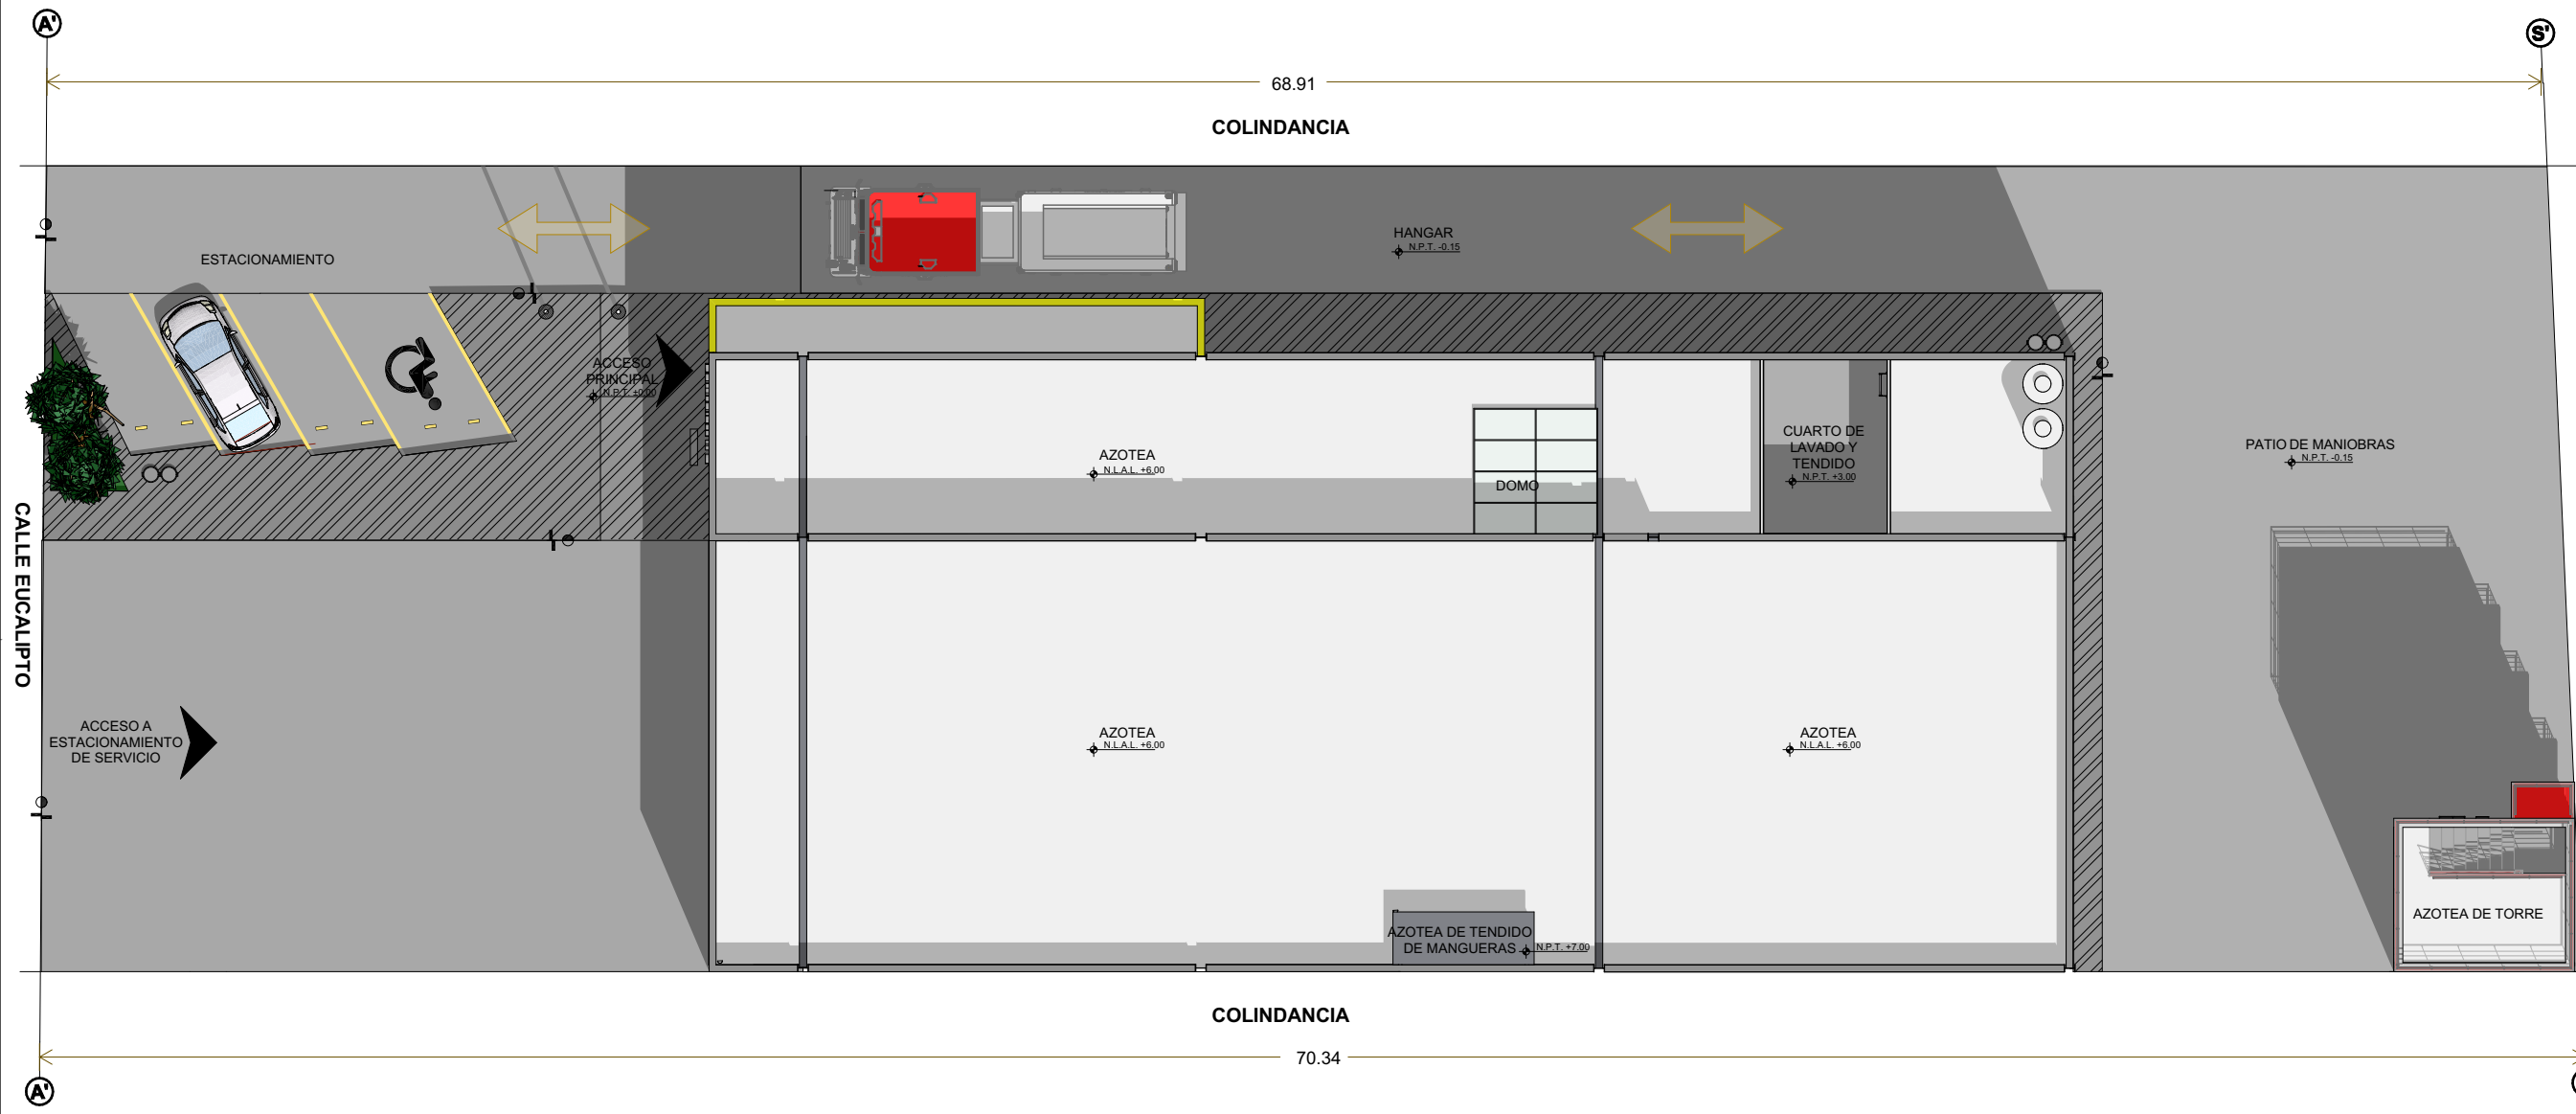 A'
S'
68.91
COLINDANCIA
HANGAR
N.P.T. -0.15
ESTACIONAMIENTO
ACCESO
PRINCIPAL
N.P.T. ±0.00
AZOTEA
N.L.A.L. +6.00
DOMO
CUARTO DE
LAVADO Y
TENDIDO
N.P.T. +3.00
PATIO DE MANIOBRAS
N.P.T. -0.15
CALLE EUCALIPTO
ACCESO A
ESTACIONAMIENTO
DE SERVICIO
AZOTEA
N.L.A.L. +6.00
AZOTEA
N.L.A.L. +6.00
AZOTEA DE TENDIDO
DE MANGUERAS
N.P.T. +7.00
AZOTEA DE TORRE
COLINDANCIA
70.34
A'